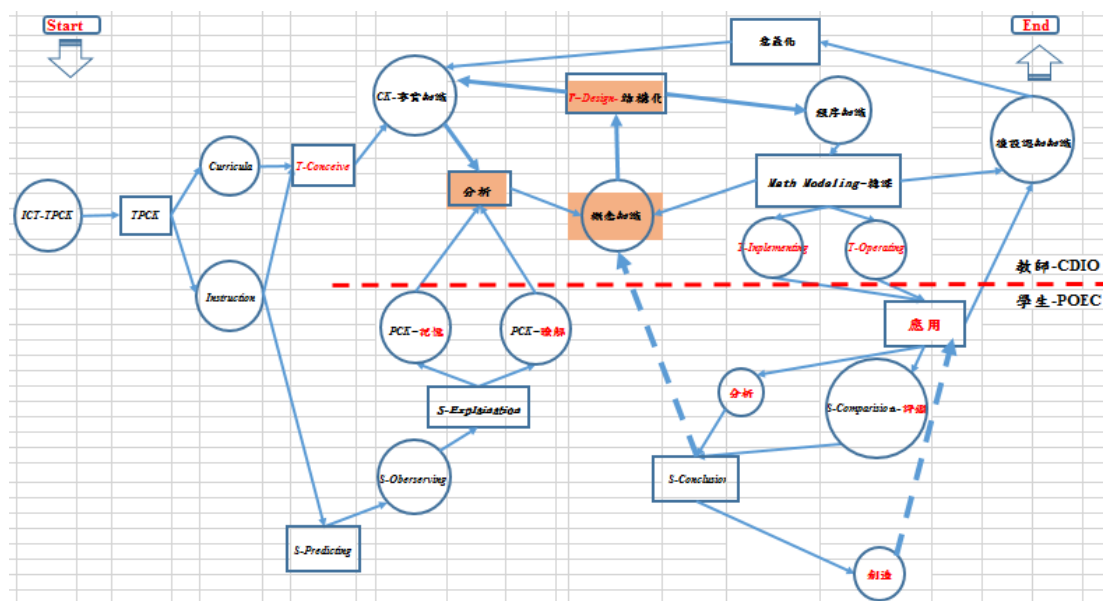 Start
End
意義化
CK-事實知識
T-Design-結構化
程序知識
後設認知知識
Curricula
T-Conceive
分析
Math Modeling-轉譯
ICT-TPCK
TPCK
概念知識
T-Implementing
T-Operating
教師-CDIO
Instruction
學生-POEC
PCK-記憶
PCK-瞭解
應用
分析
S-Explaination
S-Comparision-評鑑
S-Oberserving
S-Conclusion
S-Predicting
創造